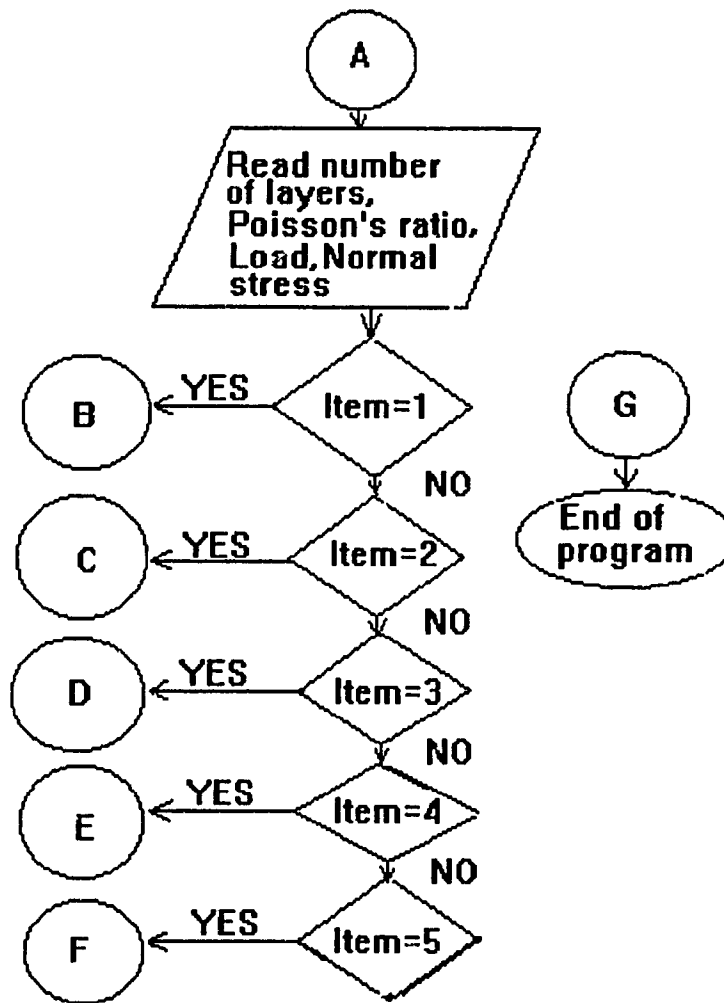 A
Read number
of layers,
Poisson's ratio,
Load,Normal
stress
YES
Item=1
B
G
NO
End of
program
YES
Item=2
C
NO
YES
Item=3
D
NO
YES
Item=4
E
NO
YES
Item=5
F